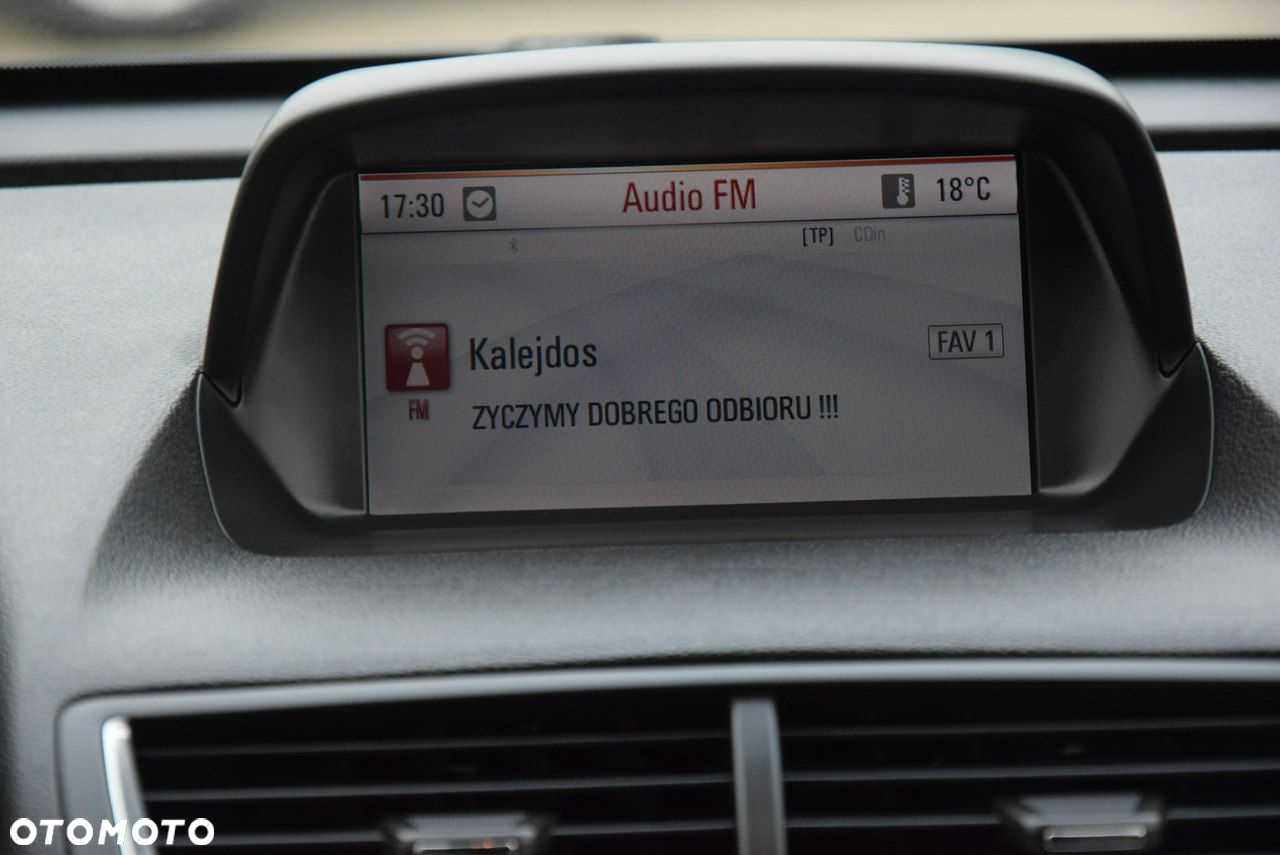 17:30 Audio FM 18°C
[TP] CDin
Kalejdos FAV 1
FM
ZYCZYMY DOBREGO ODBIORU !!!
OTOMOTO